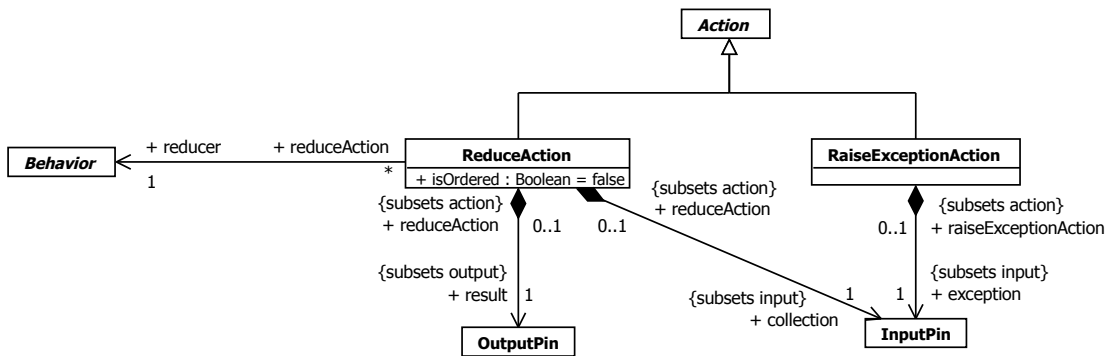 Action
+ reducer
+ reduceAction
Behavior
1
*
ReduceAction
+ isOrdered : Boolean = false
RaiseExceptionAction
{subsets action}
+ reduceAction
0..1
0..1
{subsets action}
+ reduceAction
{subsets action}
0..1
+ raiseExceptionAction
{subsets output}
+ result
1
{subsets input}
+ collection
1
{subsets input}
1
+ exception
OutputPin
InputPin